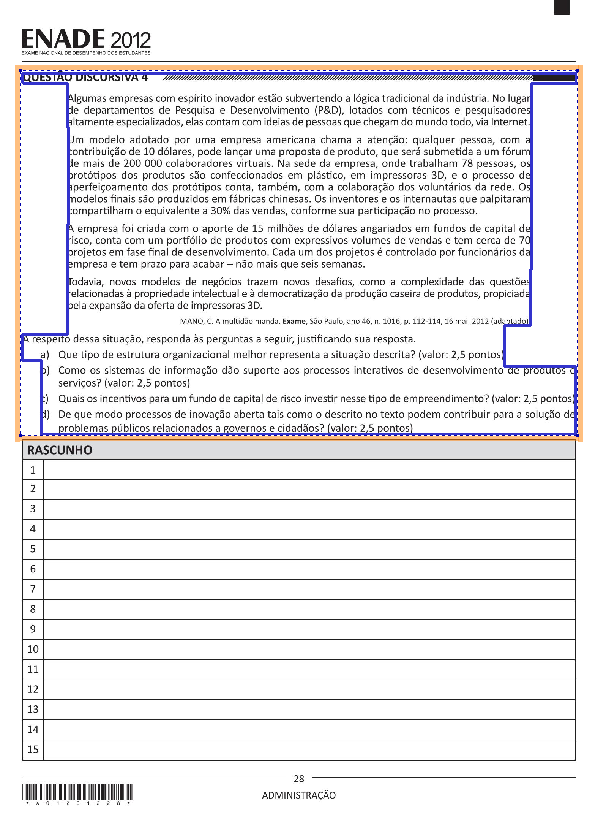 ENADE 2012
EXAME NACIONAL DE DESEMPENHO DOS ESTUDANTES
QUESTÃO DISCURSIVA 4
Algumas empresas com espírito inovador estão subvertendo a lógica tradicional da indústria. No lugar
de departamentos de Pesquisa e Desenvolvimento (P&D), lotados com técnicos e pesquisadores
altamente especializados, elas contam com ideias de pessoas que chegam do mundo todo, via Internet.
Um modelo adotado por uma empresa americana chama a atenção: qualquer pessoa, com a
contribuição de 10 dólares, pode lançar uma proposta de produto, que será submetida a um fórum
de mais de 200 000 colaboradores virtuais. Na sede da empresa, onde trabalham 78 pessoas, os
protótipos dos produtos são confeccionados em plástico, em impressoras 3D, e o processo de
aperfeiçoamento dos protótipos conta, também, com a colaboração dos voluntários da rede. Os
modelos finais são produzidos em fábricas chinesas. Os inventores e os internautas que palpitaram
compartilham o equivalente a 30% das vendas, conforme sua participação no processo.
A empresa foi criada com o aporte de 15 milhões de dólares angariados em fundos de capital de
risco, conta com um portfólio de produtos com expressivos volumes de vendas e tem cerca de 70
projetos em fase final de desenvolvimento. Cada um dos projetos é controlado por funcionários da
empresa e tem prazo para acabar – não mais que seis semanas.
Todavia, novos modelos de negócios trazem novos desafios, como a complexidade das questões
relacionadas à propriedade intelectual e à democratização da produção caseira de produtos, propiciada
pela expansão da oferta de impressoras 3D.
MANO, C. A multidão manda. Exame, São Paulo, ano 46, n. 1016, p. 112-114, 16 mar. 2012 (adaptado).
A respeito dessa situação, responda às perguntas a seguir, justificando sua resposta.
a) Que tipo de estrutura organizacional melhor representa a situação descrita? (valor: 2,5 pontos)
b) Como os sistemas de informação dão suporte aos processos interativos de desenvolvimento de produtos e
serviços? (valor: 2,5 pontos)
c) Quais os incentivos para um fundo de capital de risco investir nesse tipo de empreendimento? (valor: 2,5 pontos)
d) De que modo processos de inovação aberta tais como o descrito no texto podem contribuir para a solução de
problemas públicos relacionados a governos e cidadãos? (valor: 2,5 pontos)
RASCUNHO
1
2
3
4
5
6
7
8
9
10
11
12
13
14
15
28
ADMINISTRAÇÃO